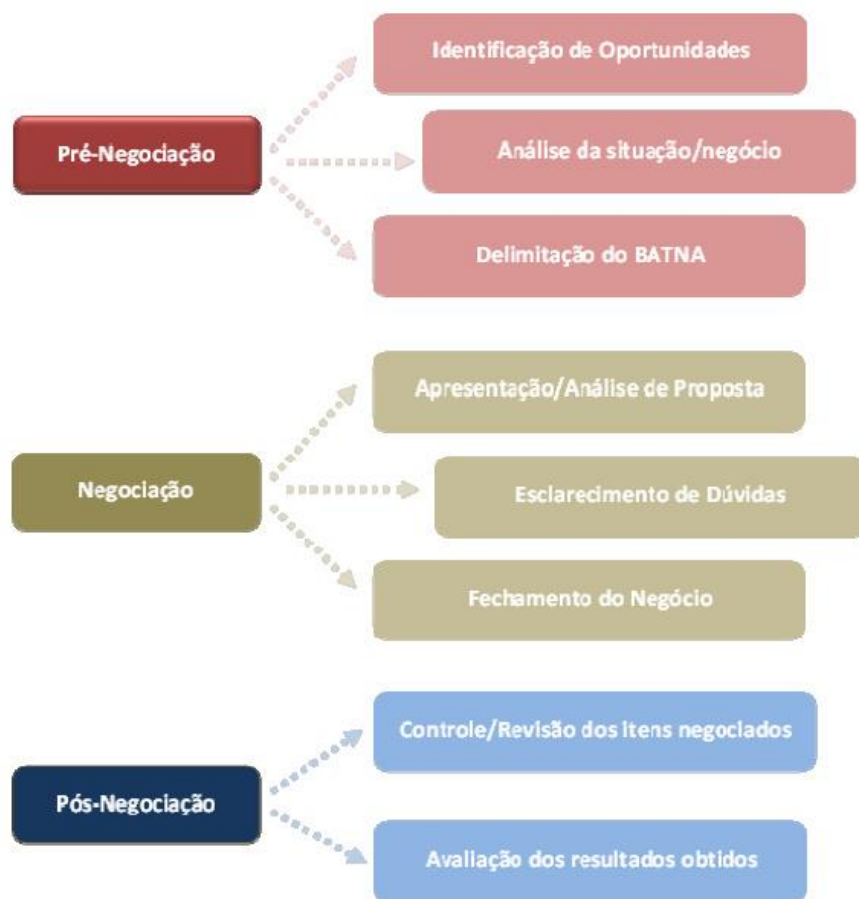 Pré-Negociação
Identificação de Oportunidades
Análise da situação/negócio
Delimitação do BATNA
Negociação
Apresentação/Análise de Proposta
Esclarecimento de Dúvidas
Fechamento do Negócio
Pós-Negociação
Controle/Revisão dos itens negociados
Avaliação dos resultados obtidos